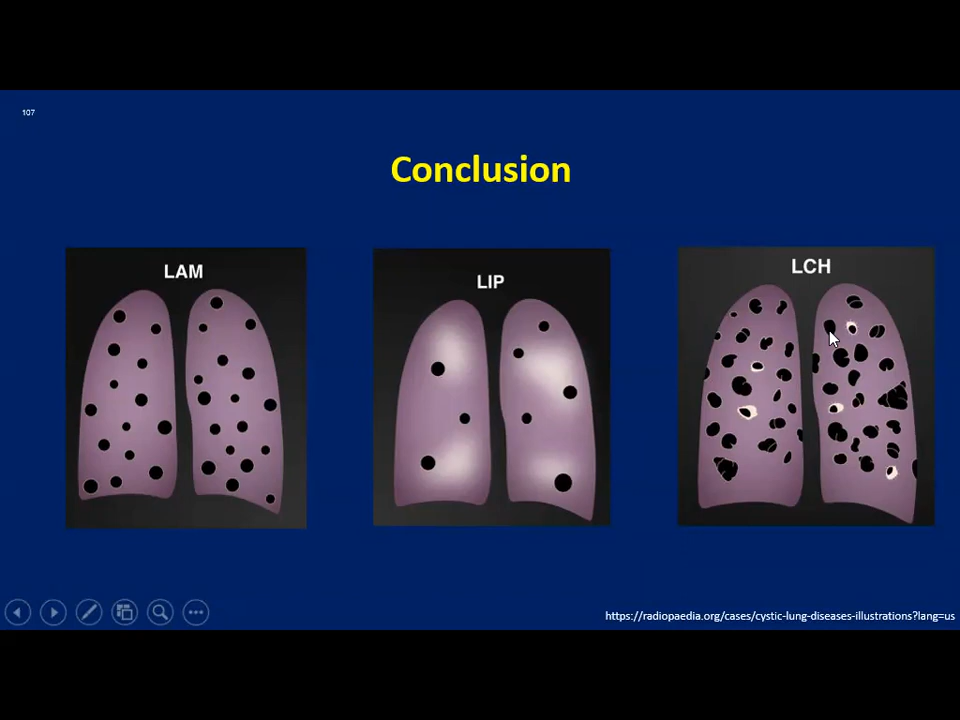 107
Conclusion
LAM
LIP
LCH
https://radiopaedia.org/cases/cystic-lung-diseases-illustrations?lang=us